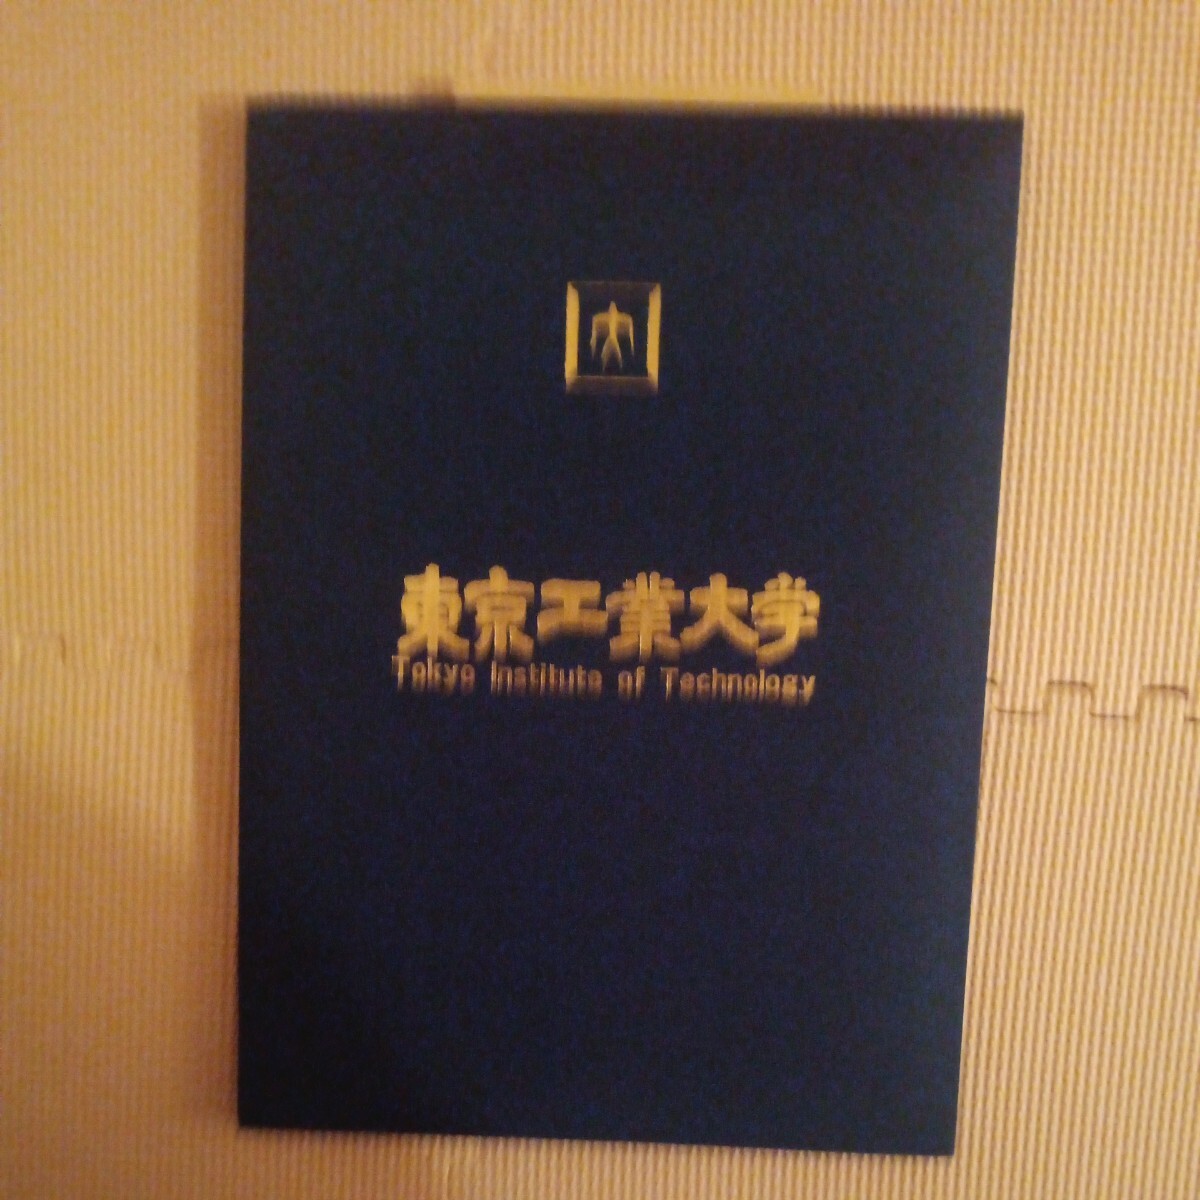 東京工業大学
Tokyo Institute of Technology